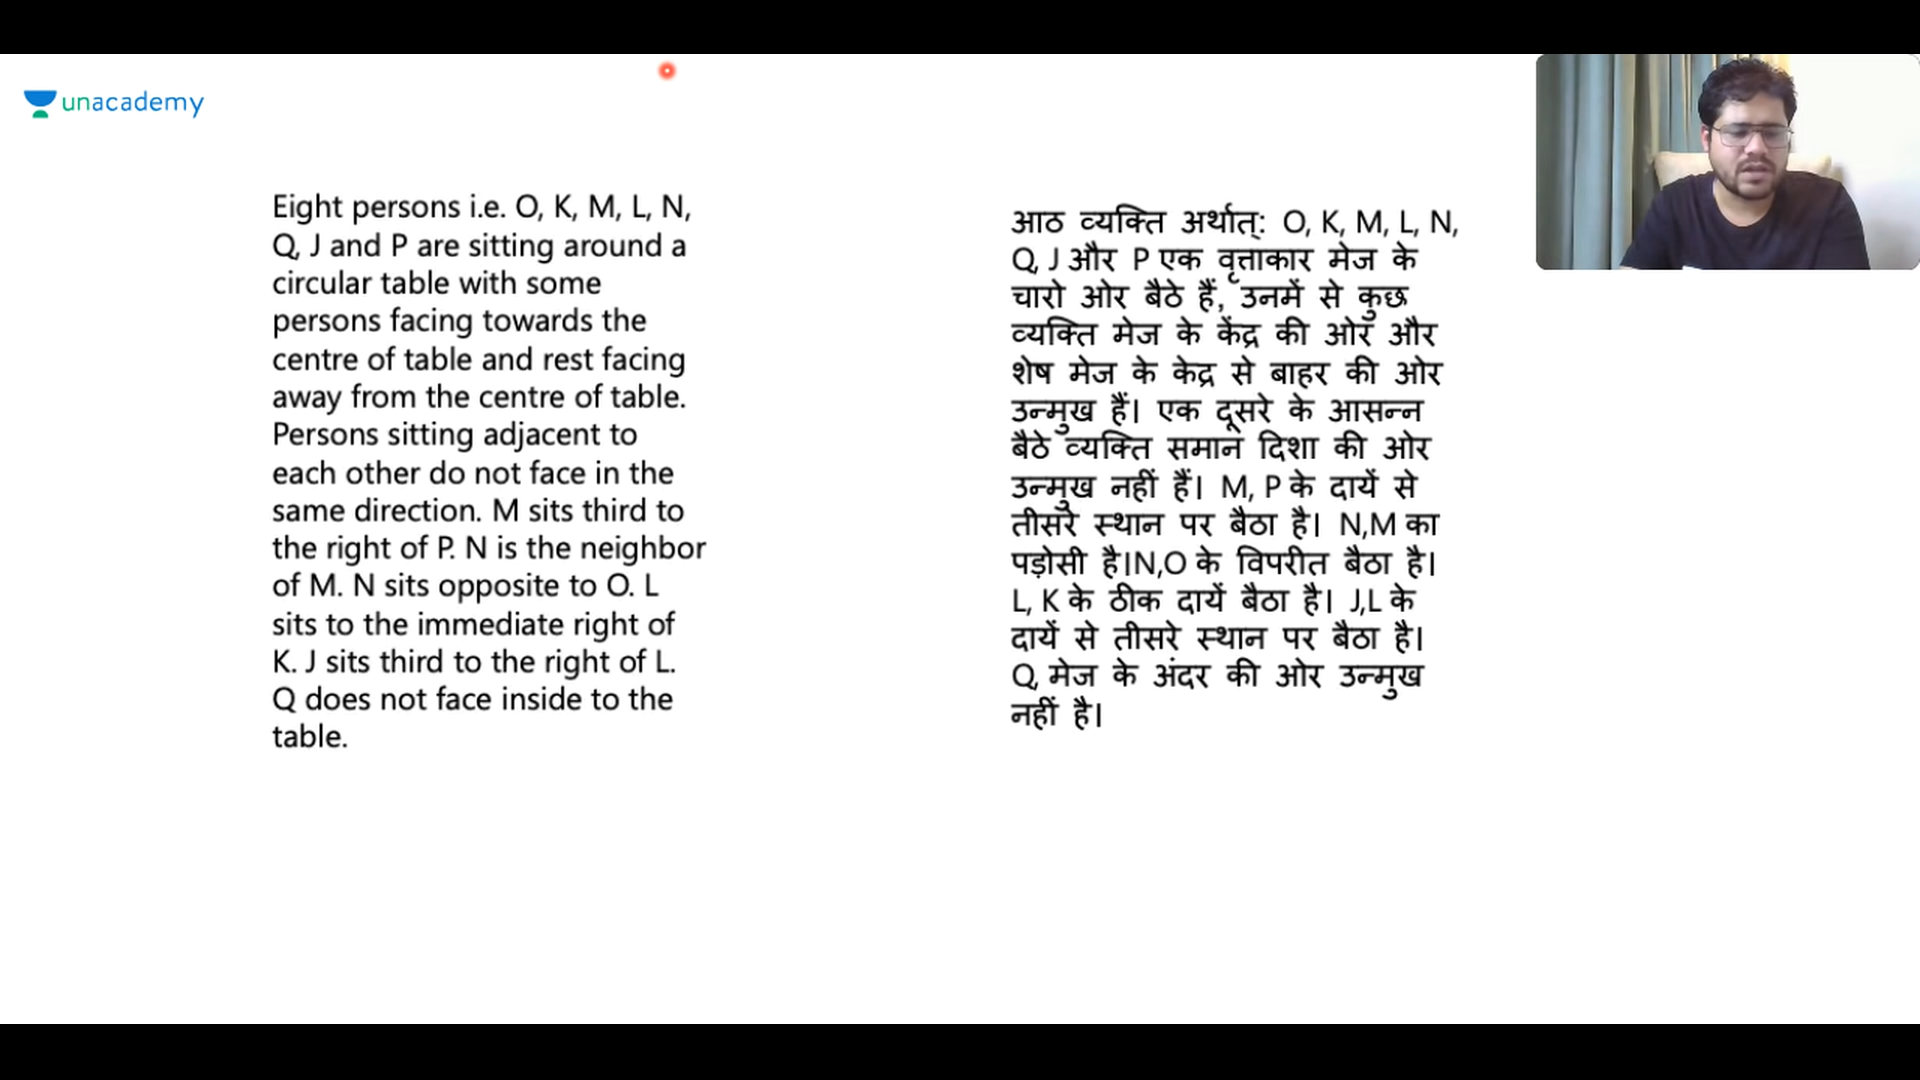 unacademy
Eight persons i.e. O, K, M, L, N,
Q, J and P are sitting around a
circular table with some
persons facing towards the
centre of table and rest facing
away from the centre of table.
Persons sitting adjacent to
each other do not face in the
same direction. M sits third to
the right of P. N is the neighbor
of M. N sits opposite to O. L
sits to the immediate right of
K. J sits third to the right of L.
Q does not face inside to the
table.
आठ व्यक्ति अर्थात्: O, K, M, L, N,
Q, J और P एक वृत्ताकार मेज के
चारो ओर बैठे हैं, उनमें से कुछ
व्यक्ति मेज के केंद्र की ओर और
शेष मेज के केद्र से बाहर की ओर
उन्मुख हैं। एक दूसरे के आसन्न
बैठे व्यक्ति समान दिशा की ओर
उन्मुख नहीं हैं। M, P के दायें से
तीसरे स्थान पर बैठा है। N,M का
पड़ोसी है।N,O के विपरीत बैठा है।
L, K के ठीक दायें बैठा है। J,L के
दायें से तीसरे स्थान पर बैठा है।
Q, मेज के अंदर की ओर उन्मुख
नहीं है।